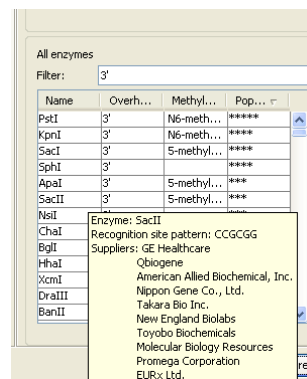 All enzymes
Filter: 3'
Name Overh... Methyl... Pop...
PstI 3' N6-meth... *****
KpnI 3' N6-meth... *****
SacI 3' 5-methyl... ****
SphI 3' ****
ApaI 3' 5-methyl... ***
SacII 3' 5-methyl... ***
NsiI
ChaI
BglI
HhaI
XcmI
DraIII
BanII
Enzyme: SacII
Recognition site pattern: CCGCGG
Suppliers: GE Healthcare
Qbiogene
American Allied Biochemical, Inc.
Nippon Gene Co., Ltd.
Takara Bio Inc.
New England Biolabs
Toyobo Biochemicals
Molecular Biology Resources
Promega Corporation
EURx Ltd.